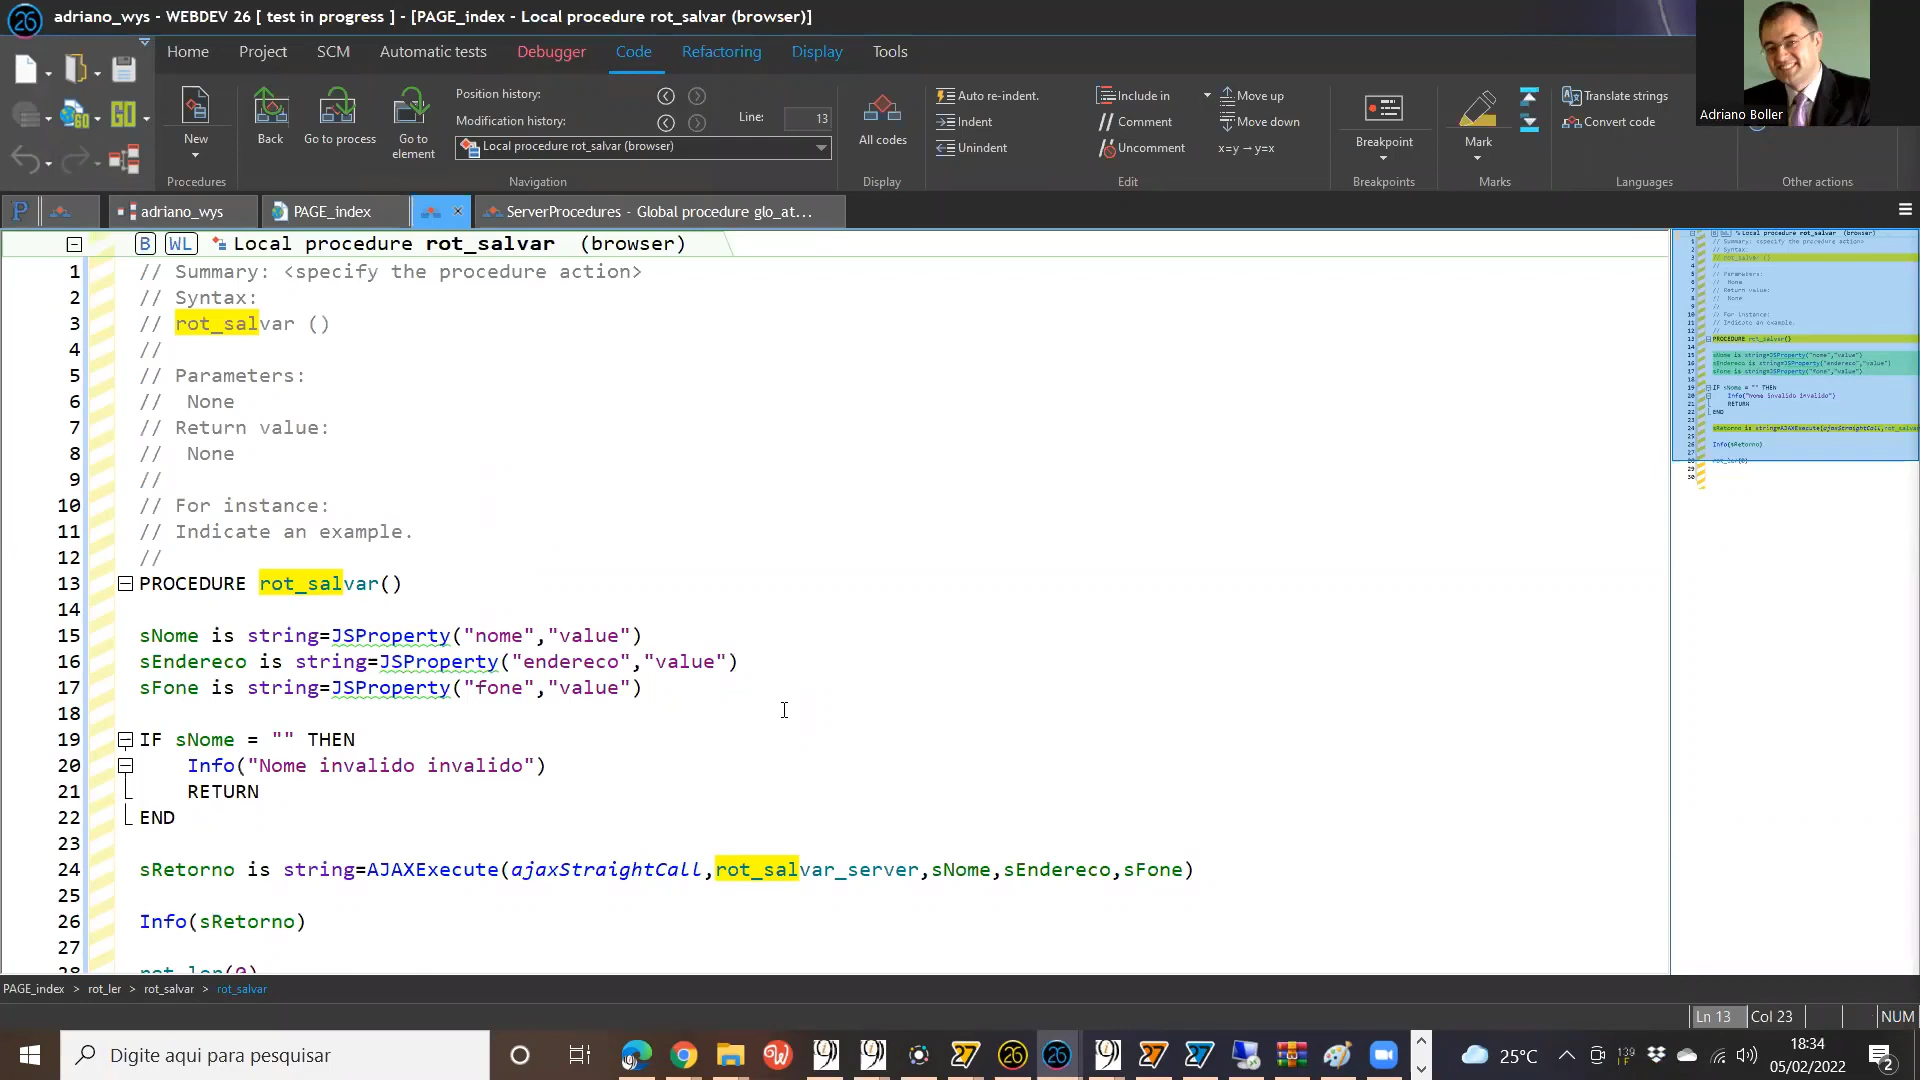 adriano_wys - WEBDEV 26 [ test in progress ] - [PAGE_index - Local procedure rot_salvar (browser)]
Home Project SCM Automatic tests Debugger Code Refactoring Display Tools
Adriano Boller
New
Procedures
Back
Go to process
Go to element
Position history:
Modification history:
Line: 13
Local procedure rot_salvar (browser)
Navigation
All codes
Display
Auto re-indent.
Indent
Unindent
Include in
Comment
Uncomment
Move up
Move down
x=y → y=x
Edit
Breakpoint
Breakpoints
Mark
Marks
Translate strings
Convert code
Languages
Other actions
adriano_wys
PAGE_index
ServerProcedures - Global procedure glo_at...
B WL Local procedure rot_salvar (browser)
1 // Summary: <specify the procedure action>
2 // Syntax:
3 // rot_salvar ()
4 //
5 // Parameters:
6 // None
7 // Return value:
8 // None
9 //
10 // For instance:
11 // Indicate an example.
12 //
13 PROCEDURE rot_salvar()
14
15 sNome is string=JSProperty("nome","value")
16 sEndereco is string=JSProperty("endereco","value")
17 sFone is string=JSProperty("fone","value")
18
19 IF sNome = "" THEN
20 Info("Nome invalido invalido")
21 RETURN
22 END
23
24 sRetorno is string=AJAXExecute(ajaxStraightCall,rot_salvar_server,sNome,sEndereco,sFone)
25
26 Info(sRetorno)
27
28 rot_ler(0)
PAGE_index > rot_ler > rot_salvar > rot_salvar
Ln 13 Col 23 NUM
Digite aqui para pesquisar
25°C
18:34
05/02/2022
2